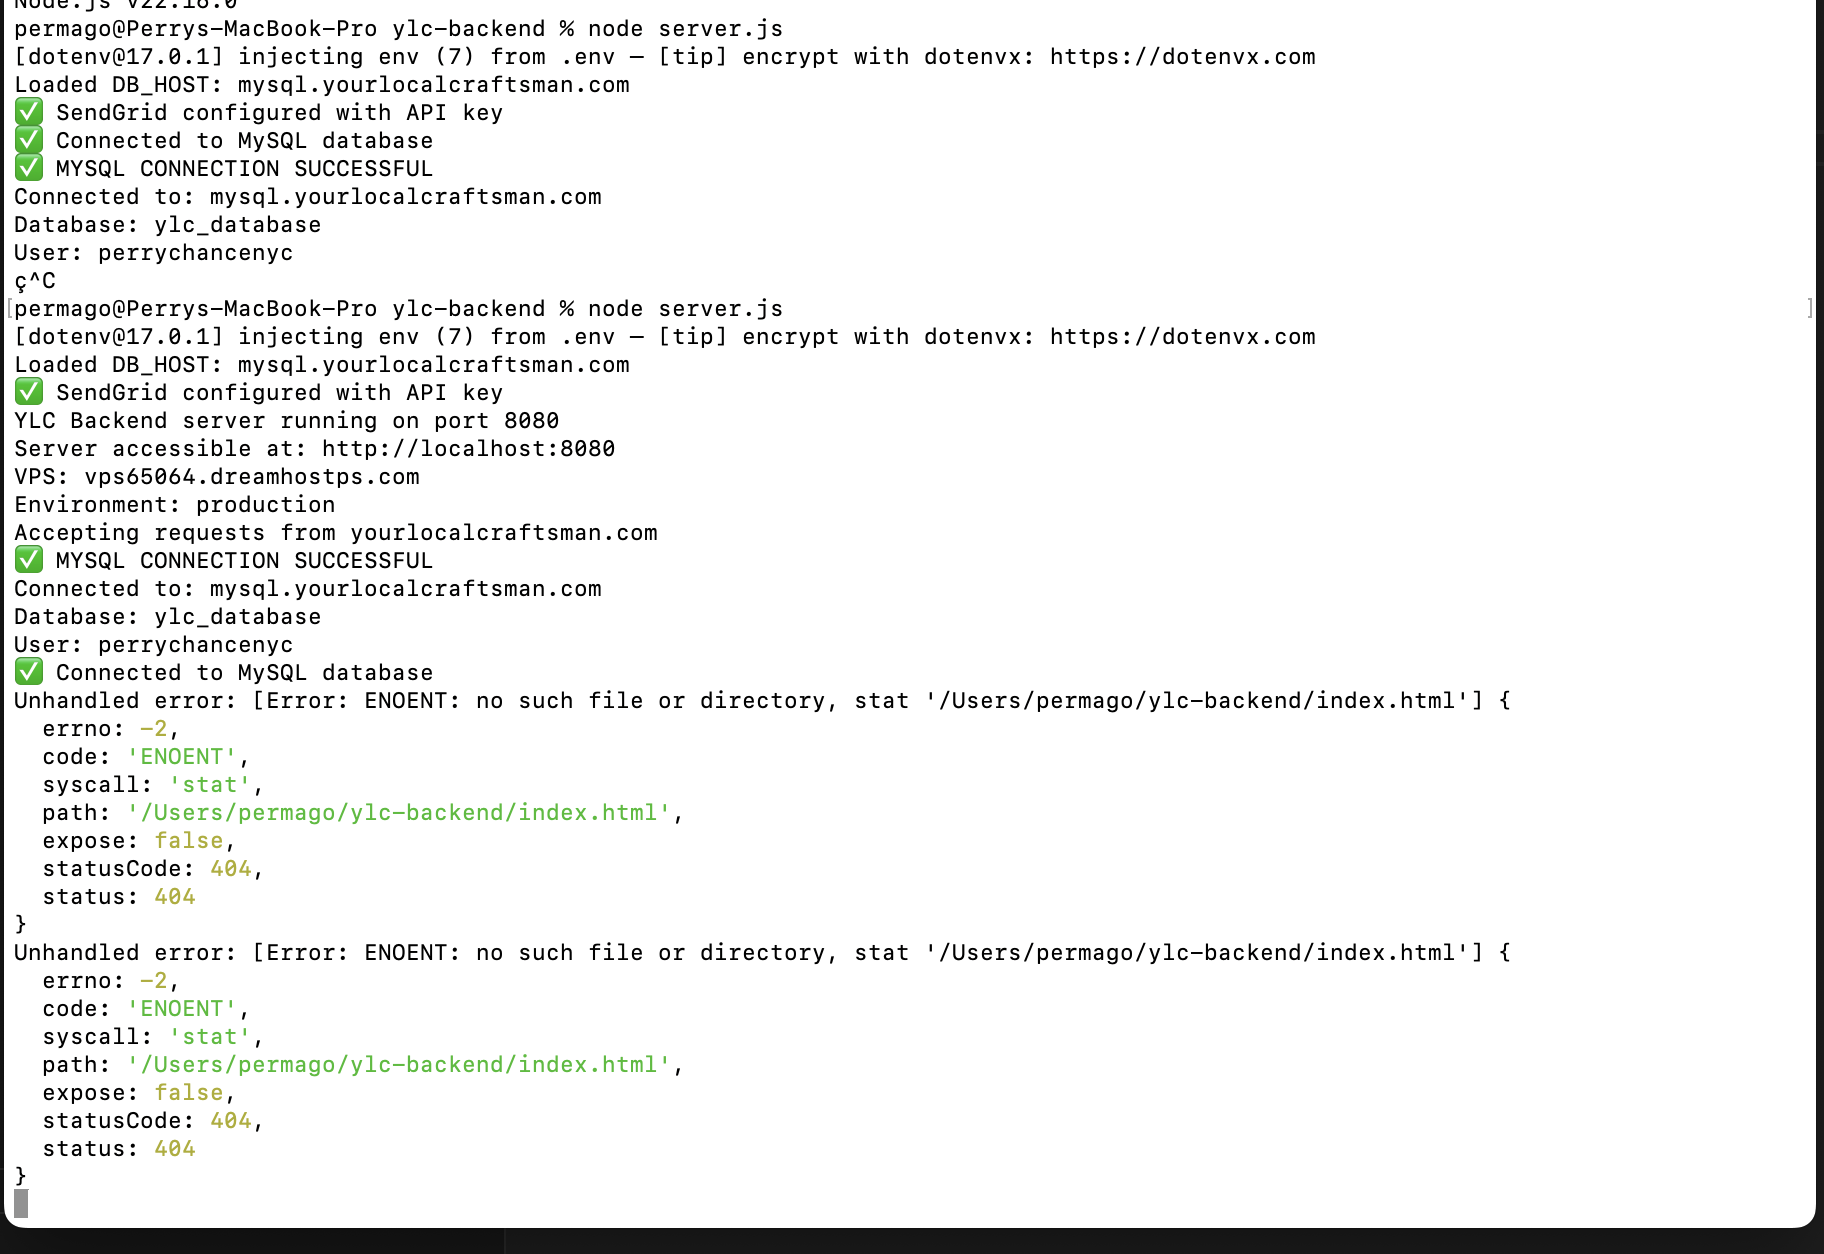 Node.js v22.16.0
permago@Perrys-MacBook-Pro ylc-backend % node server.js
[dotenv@17.0.1] injecting env (7) from .env – [tip] encrypt with dotenvx: https://dotenvx.com
Loaded DB_HOST: mysql.yourlocalcraftsman.com
✅ SendGrid configured with API key
✅ Connected to MySQL database
✅ MYSQL CONNECTION SUCCESSFUL
Connected to: mysql.yourlocalcraftsman.com
Database: ylc_database
User: perrychancenyc
ç^C
[permago@Perrys-MacBook-Pro ylc-backend % node server.js ]
[dotenv@17.0.1] injecting env (7) from .env – [tip] encrypt with dotenvx: https://dotenvx.com
Loaded DB_HOST: mysql.yourlocalcraftsman.com
✅ SendGrid configured with API key
YLC Backend server running on port 8080
Server accessible at: http://localhost:8080
VPS: vps65064.dreamhostps.com
Environment: production
Accepting requests from yourlocalcraftsman.com
✅ MYSQL CONNECTION SUCCESSFUL
Connected to: mysql.yourlocalcraftsman.com
Database: ylc_database
User: perrychancenyc
✅ Connected to MySQL database
Unhandled error: [Error: ENOENT: no such file or directory, stat '/Users/permago/ylc-backend/index.html'] {
  errno: -2,
  code: 'ENOENT',
  syscall: 'stat',
  path: '/Users/permago/ylc-backend/index.html',
  expose: false,
  statusCode: 404,
  status: 404
}
Unhandled error: [Error: ENOENT: no such file or directory, stat '/Users/permago/ylc-backend/index.html'] {
  errno: -2,
  code: 'ENOENT',
  syscall: 'stat',
  path: '/Users/permago/ylc-backend/index.html',
  expose: false,
  statusCode: 404,
  status: 404
}